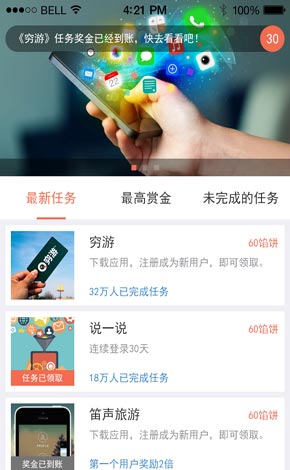 BELL 4:21 PM 100%
《穷游》任务奖金已经到账，快去看看吧！ 30
最新任务 最高赏金 未完成的任务
穷游
穷游 60馅饼
下载应用，注册成为新用户，即可领取。
32万人已完成任务
说一说 60馅饼
连续登录30天
任务已领取
18万人已完成任务
笛声旅游 60馅饼
下载应用，注册成为新用户，即可领取。
奖金已到账
第一个用户奖励2倍